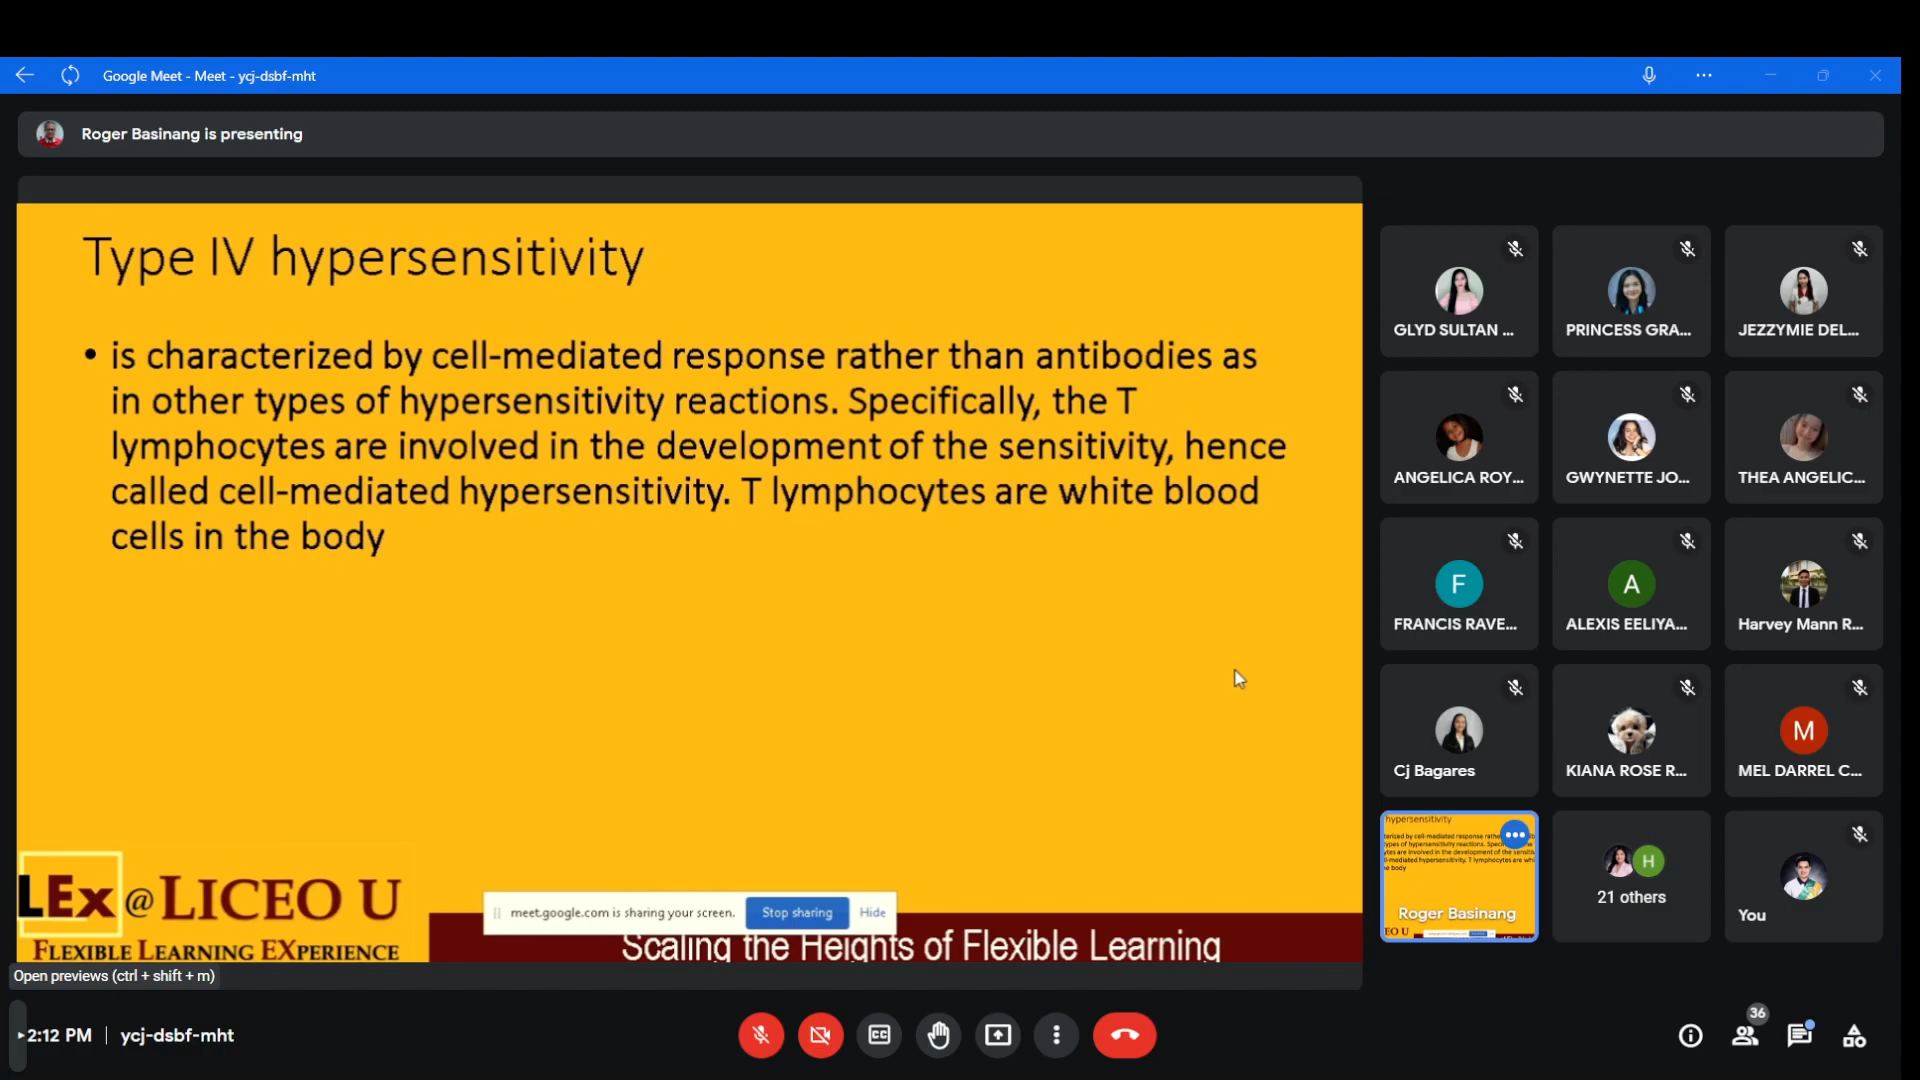 Google Meet - Meet - ycj-dsbf-mht
Roger Basinang is presenting
Type IV hypersensitivity
• is characterized by cell-mediated response rather than antibodies as
in other types of hypersensitivity reactions. Specifically, the T
lymphocytes are involved in the development of the sensitivity, hence
called cell-mediated hypersensitivity. T lymphocytes are white blood
cells in the body
LEx @ LICEO U
FLEXIBLE LEARNING EXPERIENCE
meet.google.com is sharing your screen.
Stop sharing
Hide
Scaling the Heights of Flexible Learning
Open previews (ctrl + shift + m)
GLYD SULTAN ...
PRINCESS GRA...
JEZZYMIE DEL...
ANGELICA ROY...
GWYNETTE JO...
THEA ANGELIC...
F
FRANCIS RAVE...
A
ALEXIS EELIYA...
Harvey Mann R...
Cj Bagares
KIANA ROSE R...
M
MEL DARREL C...
hypersensitivity
Roger Basinang
H
21 others
You
2:12 PM | ycj-dsbf-mht
CC
36